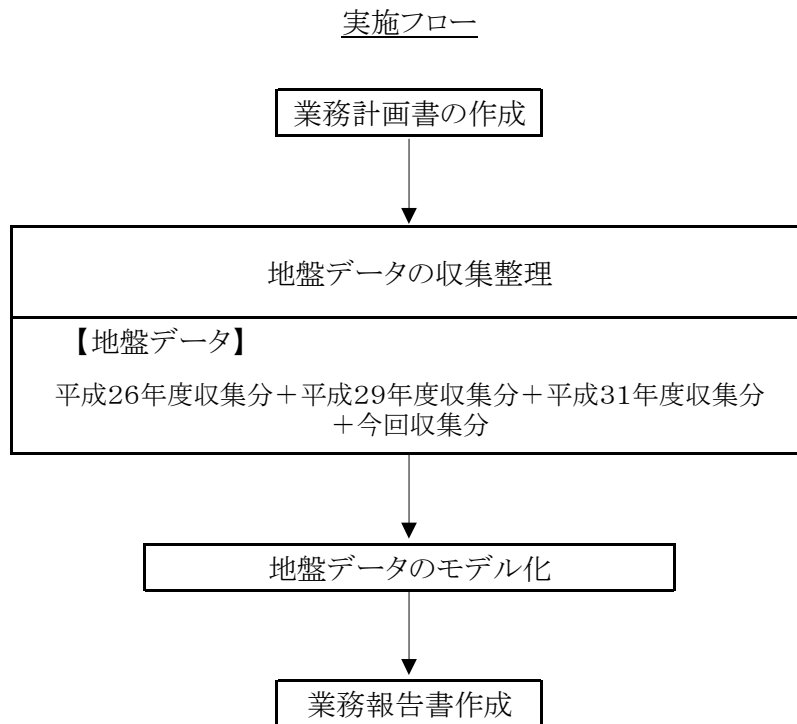 実施フロー
業務計画書の作成
地盤データの収集整理
【地盤データ】
平成26年度収集分＋平成29年度収集分＋平成31年度収集分
＋今回収集分
地盤データのモデル化
業務報告書作成